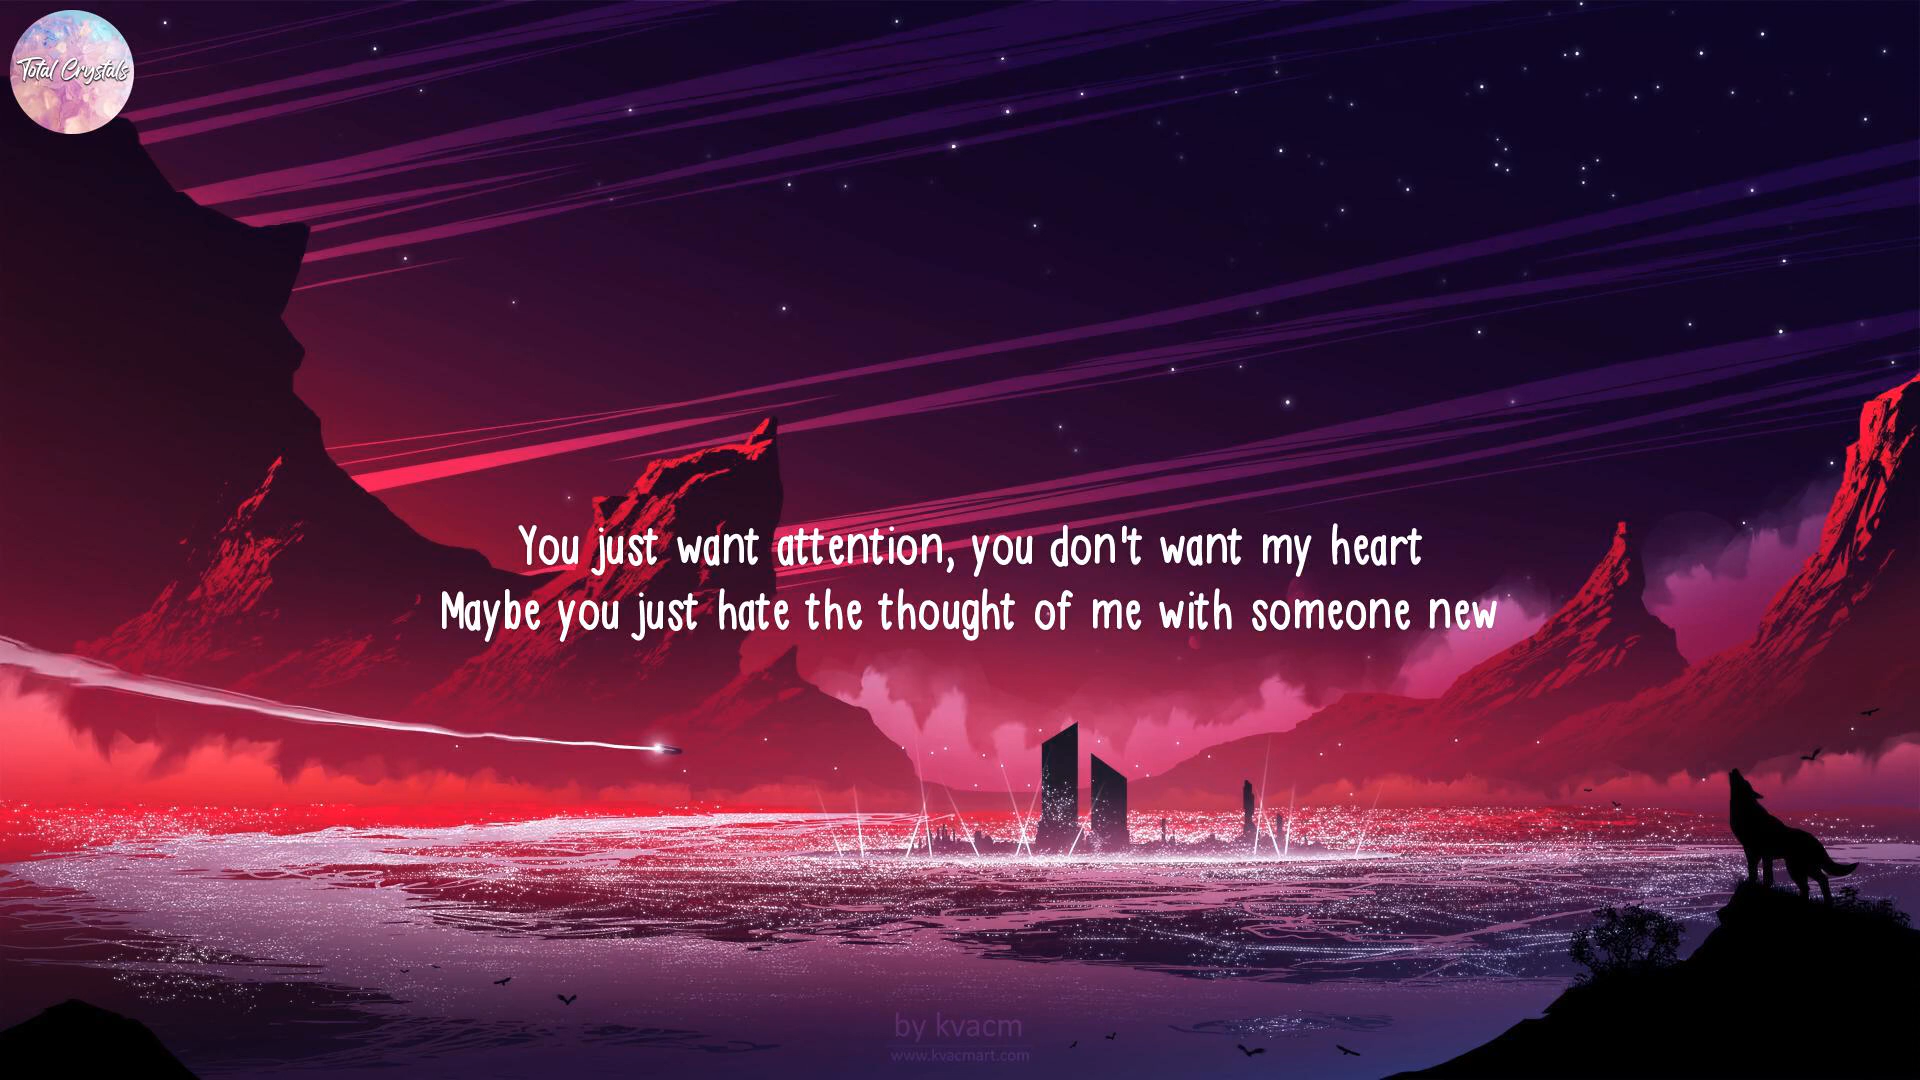 Total Crystals
You just want attention, you don't want my heart
Maybe you just hate the thought of me with someone new
by kvacm
www.kvacmart.com